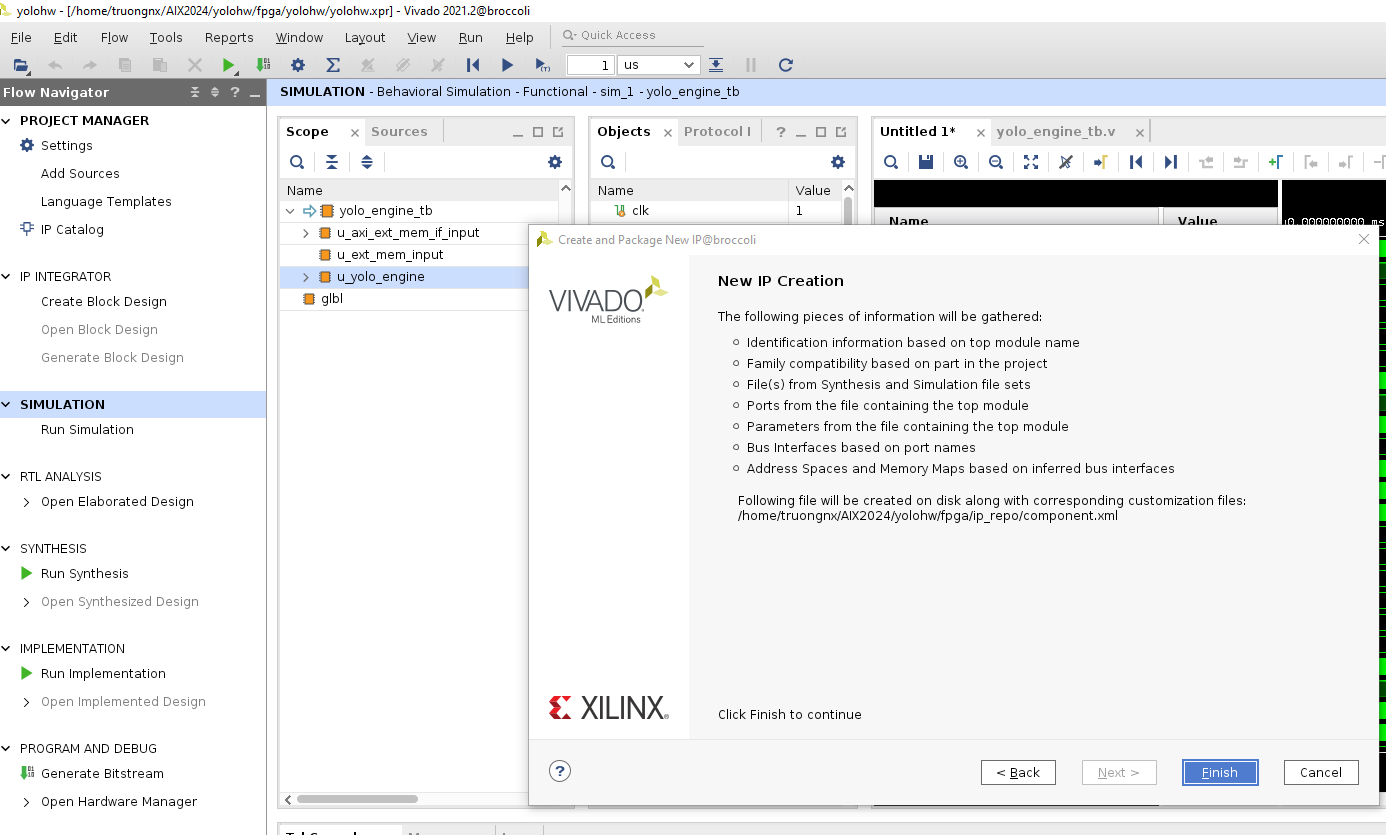 yolohw - [/home/truongnx/AIX2024/yolohw/fpga/yolohw/yolohw.xpr] - Vivado 2021.2@broccoli
File Edit Flow Tools Reports Window Layout View Run Help Quick Access
1 us
Flow Navigator
PROJECT MANAGER
Settings
Add Sources
Language Templates
IP Catalog
IP INTEGRATOR
Create Block Design
Open Block Design
Generate Block Design
SIMULATION
Run Simulation
RTL ANALYSIS
Open Elaborated Design
SYNTHESIS
Run Synthesis
Open Synthesized Design
IMPLEMENTATION
Run Implementation
Open Implemented Design
PROGRAM AND DEBUG
Generate Bitstream
Open Hardware Manager
SIMULATION - Behavioral Simulation - Functional - sim_1 - yolo_engine_tb
Scope Sources
Name
yolo_engine_tb
u_axi_ext_mem_if_input
u_ext_mem_input
u_yolo_engine
glbl
Objects Protocol I
Name Value
clk 1
Untitled 1* yolo_engine_tb.v
Name Value
0.000000000 ms
Create and Package New IP@broccoli
VIVADO
ML Editions
New IP Creation
The following pieces of information will be gathered:
Identification information based on top module name
Family compatibility based on part in the project
File(s) from Synthesis and Simulation file sets
Ports from the file containing the top module
Parameters from the file containing the top module
Bus Interfaces based on port names
Address Spaces and Memory Maps based on inferred bus interfaces
Following file will be created on disk along with corresponding customization files:
/home/truongnx/AIX2024/yolohw/fpga/ip_repo/component.xml
XILINX
Click Finish to continue
? < Back Next > Finish Cancel